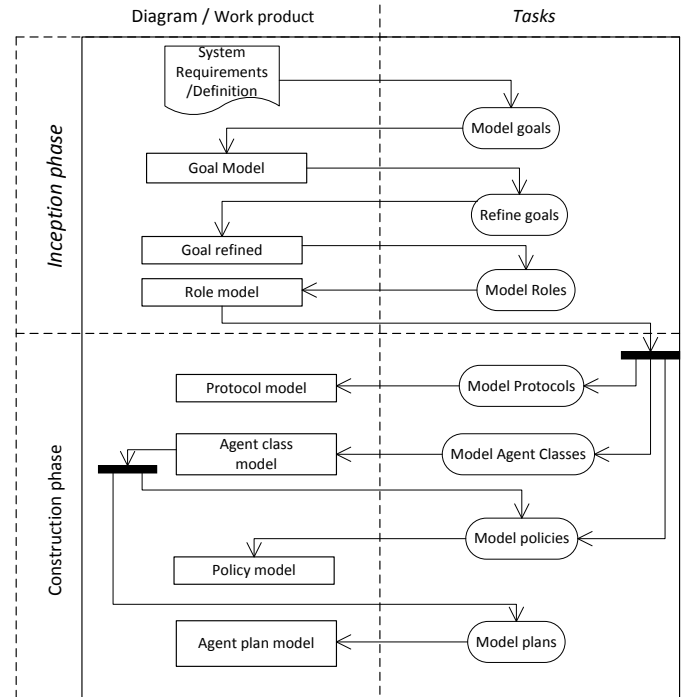 Diagram / Work product
Tasks
Inception phase
System
Requirements
/Definition
Model goals
Goal Model
Refine goals
Goal refined
Role model
Model Roles
Construction phase
Protocol model
Model Protocols
Agent class
model
Model Agent Classes
Model policies
Policy model
Agent plan model
Model plans